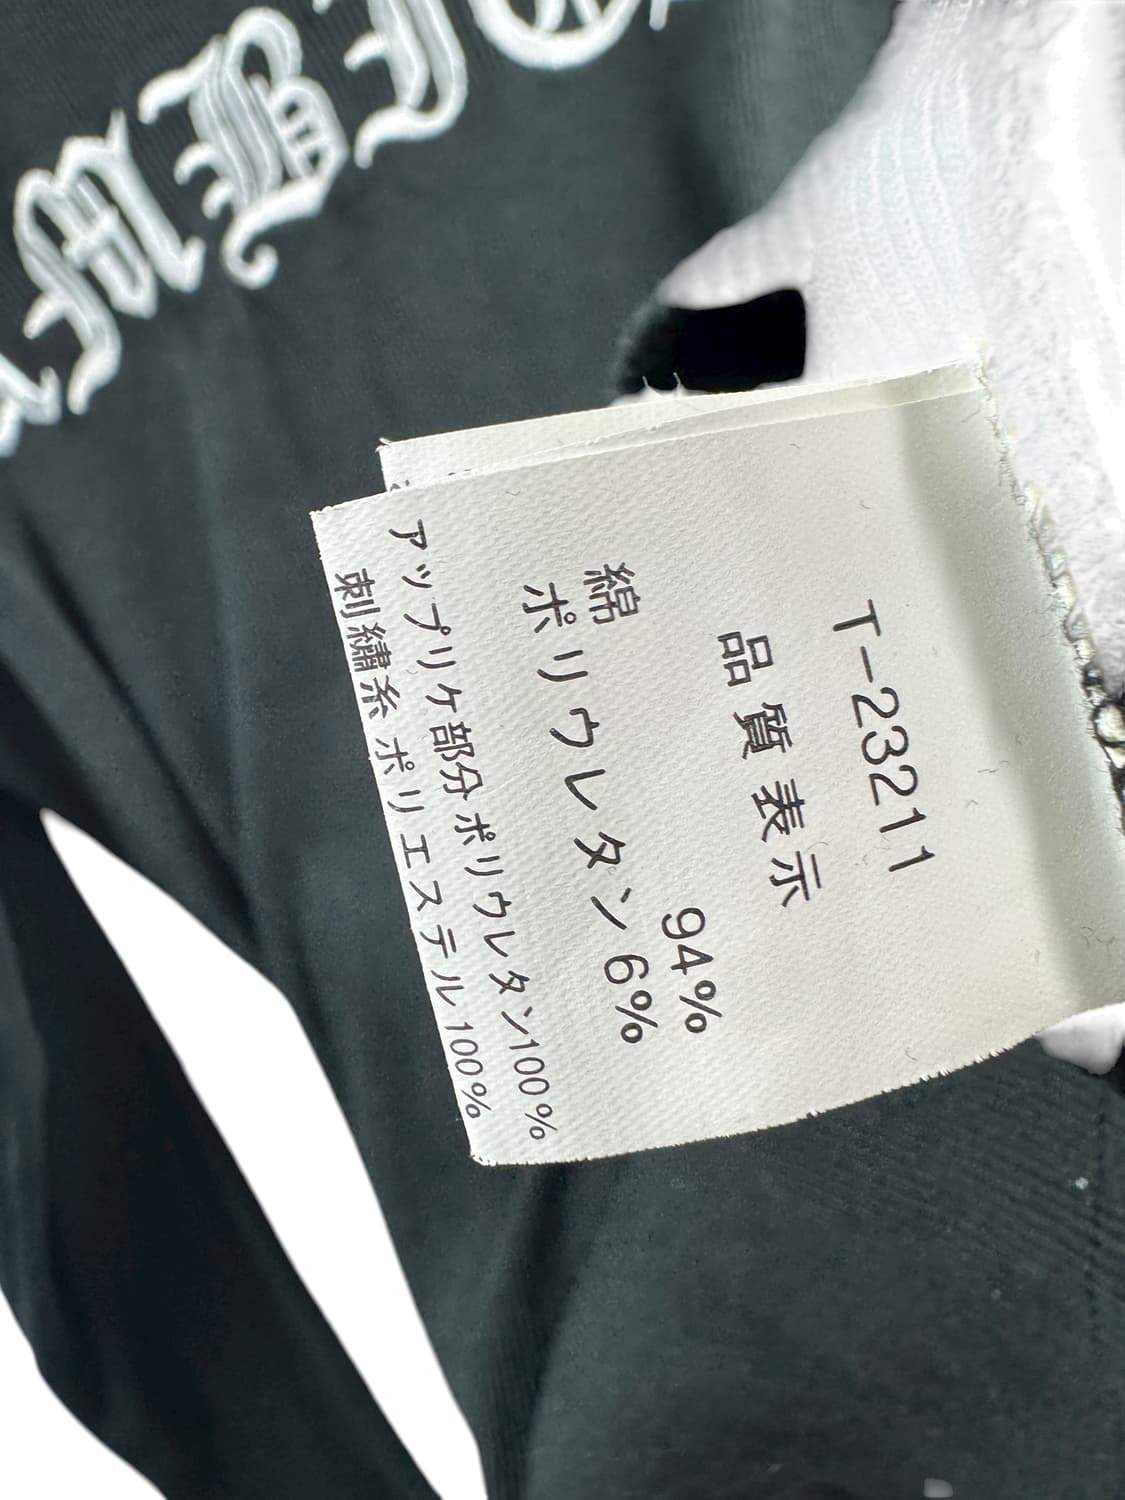 T-23211
品質表示
綿 94%
ポリウレタン 6%
アップリケ部分 ポリウレタン100%
刺繍糸 ポリエステル100%